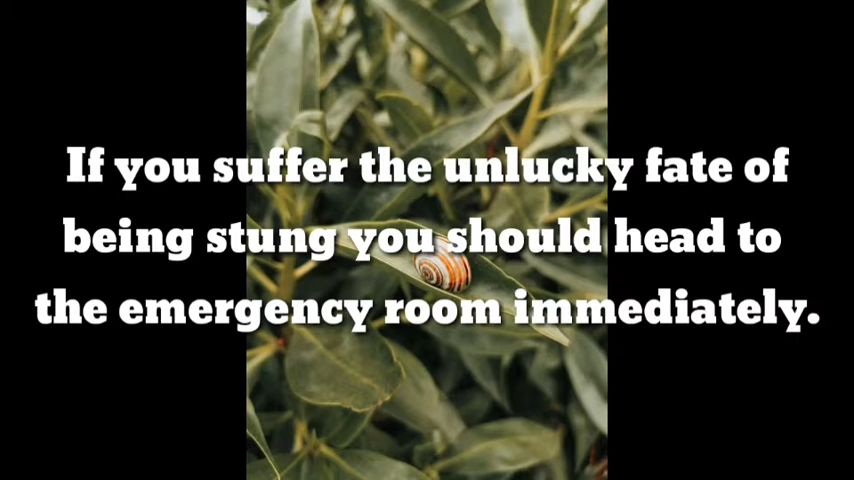 If you suffer the unlucky fate of
being stung you should head to
the emergency room immediately.